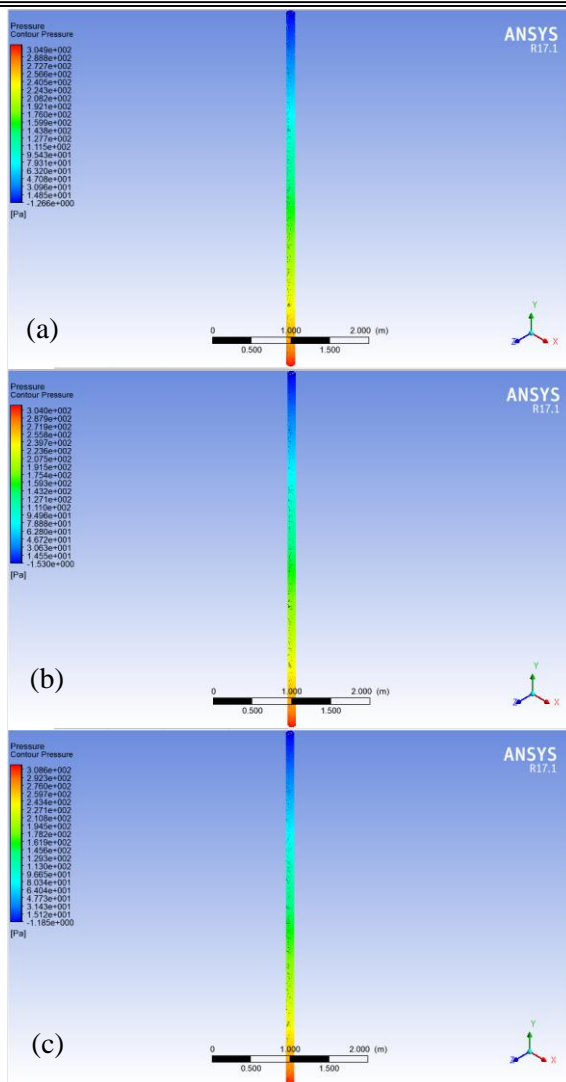 Pressure
Contour Pressure
3.049e+002
2.888e+002
2.727e+002
2.566e+002
2.405e+002
2.243e+002
2.082e+002
1.921e+002
1.760e+002
1.599e+002
1.438e+002
1.277e+002
1.115e+002
9.543e+001
7.931e+001
6.320e+001
4.708e+001
3.096e+001
1.485e+001
-1.266e+000
[Pa]
ANSYS
R17.1
(a)
0 1.000 2.000 (m)
0.500 1.500
Y
Z X
Pressure
Contour Pressure
3.040e+002
2.879e+002
2.719e+002
2.558e+002
2.397e+002
2.236e+002
2.075e+002
1.915e+002
1.754e+002
1.593e+002
1.432e+002
1.271e+002
1.110e+002
9.496e+001
7.888e+001
6.280e+001
4.672e+001
3.063e+001
1.455e+001
-1.530e+000
[Pa]
ANSYS
R17.1
(b)
0 1.000 2.000 (m)
0.500 1.500
Y
Z X
Pressure
Contour Pressure
3.086e+002
2.923e+002
2.760e+002
2.597e+002
2.434e+002
2.271e+002
2.108e+002
1.945e+002
1.782e+002
1.619e+002
1.456e+002
1.293e+002
1.130e+002
9.665e+001
8.034e+001
6.404e+001
4.773e+001
3.143e+001
1.512e+001
-1.185e+000
[Pa]
ANSYS
R17.1
(c)
0 1.000 2.000 (m)
0.500 1.500
Y
Z X